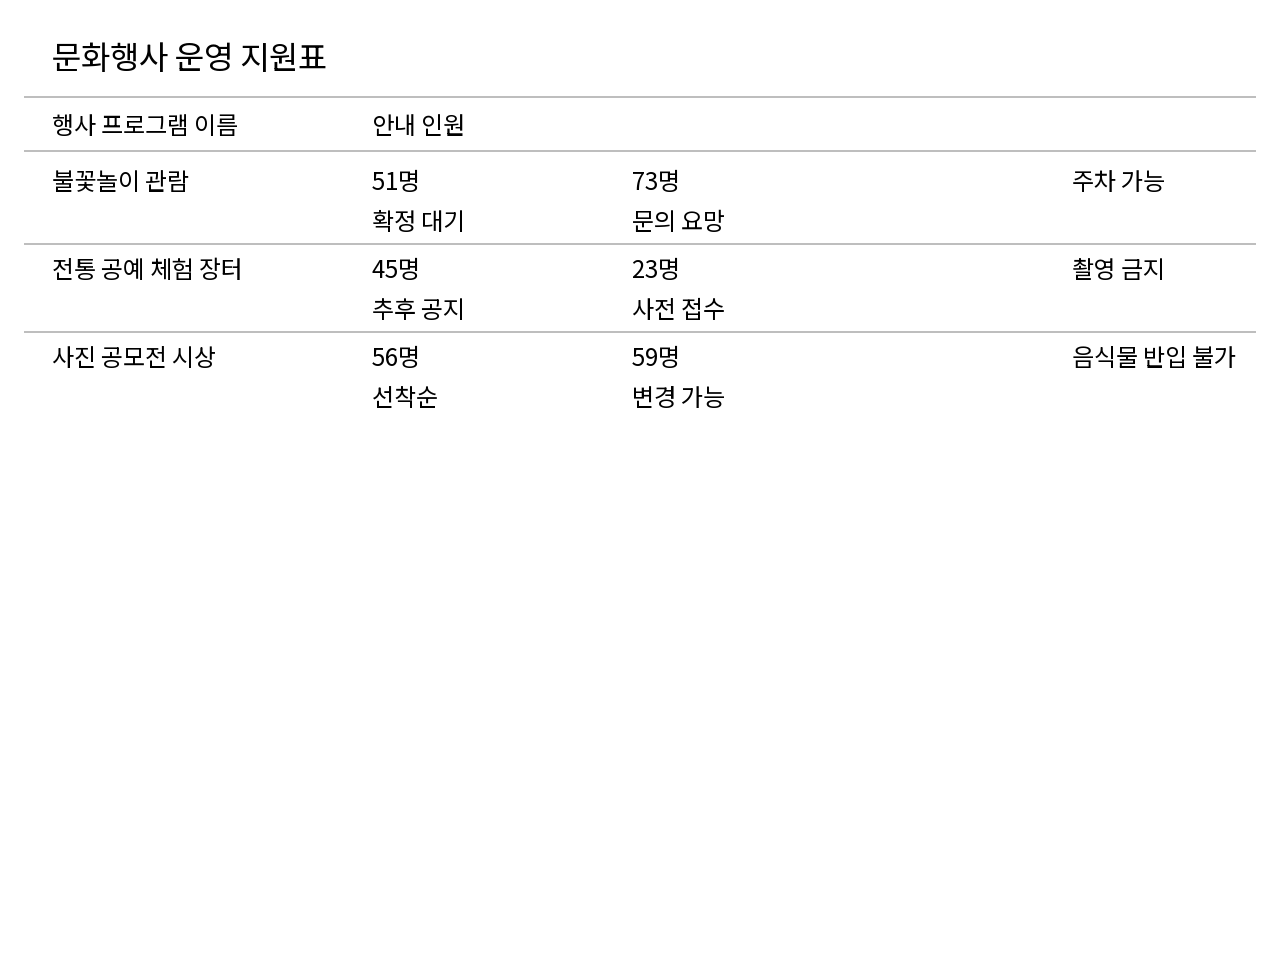 문화행사 운영 지원표
행사 프로그램 이름 안내 인원
불꽃놀이 관람 51명 73명 주차 가능
확정 대기 문의 요망
전통 공예 체험 장터 45명 23명 촬영 금지
추후 공지 사전 접수
사진 공모전 시상 56명 59명 음식물 반입 불가
선착순 변경 가능